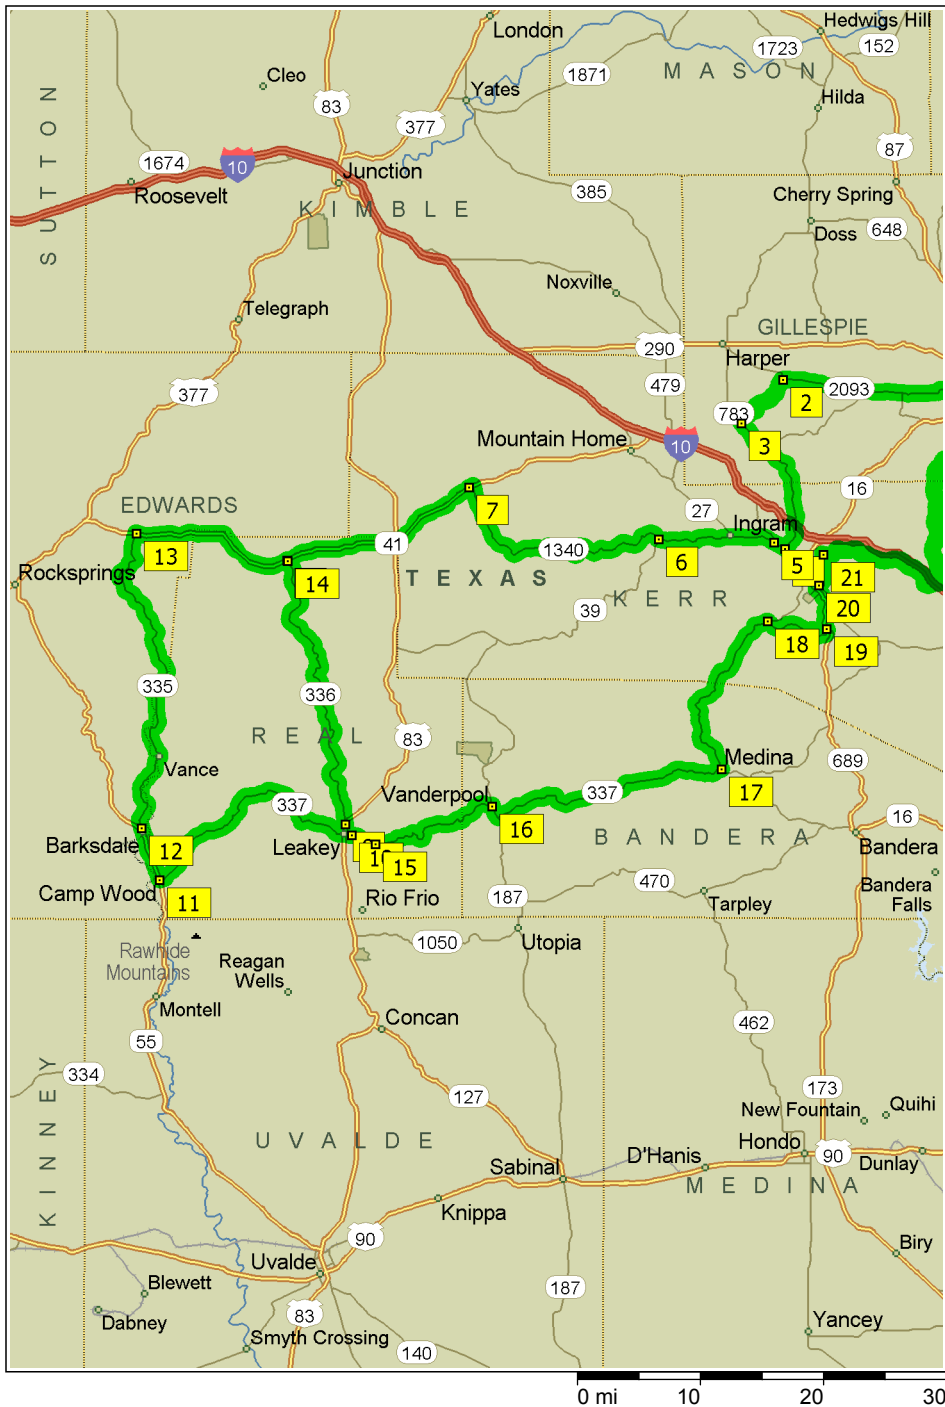 London
Hedwigs Hill
1723
152
Cleo
1871
M A S O N
83
Yates
Hilda
377
S U T T O N
87
1674
10
Junction
Roosevelt
385
Cherry Spring
K I M B L E
Doss
648
Noxville
Telegraph
GILLESPIE
290
Harper
479
2093
377
2
783
3
Mountain Home
10
16
EDWARDS
7
27
Ingram
13
41
1340
6
5
21
Rocksprings
14
T E X A S
K E R R
39
20
18
19
335
336
R E A L
83
Medina
Vance
689
Vanderpool
337
337
17
16
16
Barksdale
12
Leakey
B A N D E R A
Bandera
15
Camp Wood
11
Rio Frio
187
470
Tarpley
Bandera
Falls
Rawhide
Mountains
1050
Utopia
Reagan
Wells
Montell
Concan
55
462
334
127
173
New Fountain
Quihi
K I N N E Y
U V A L D E
Hondo
D'Hanis
90
Dunlay
Sabinal
M E D I N A
Knippa
90
Biry
Uvalde
Blewett
187
83
Dabney
Smyth Crossing
Yancey
140
0 mi
10
20
30